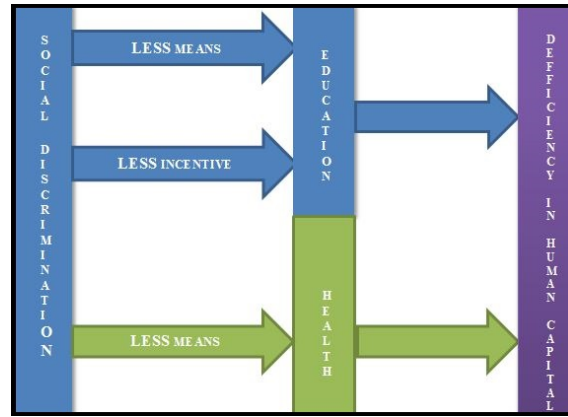 SOCIAL DISCRIMINATION
LESS MEANS
LESS INCENTIVE
LESS MEANS
EDUCATION
HEALTH
DEFFICIENCY IN HUMAN CAPITAL